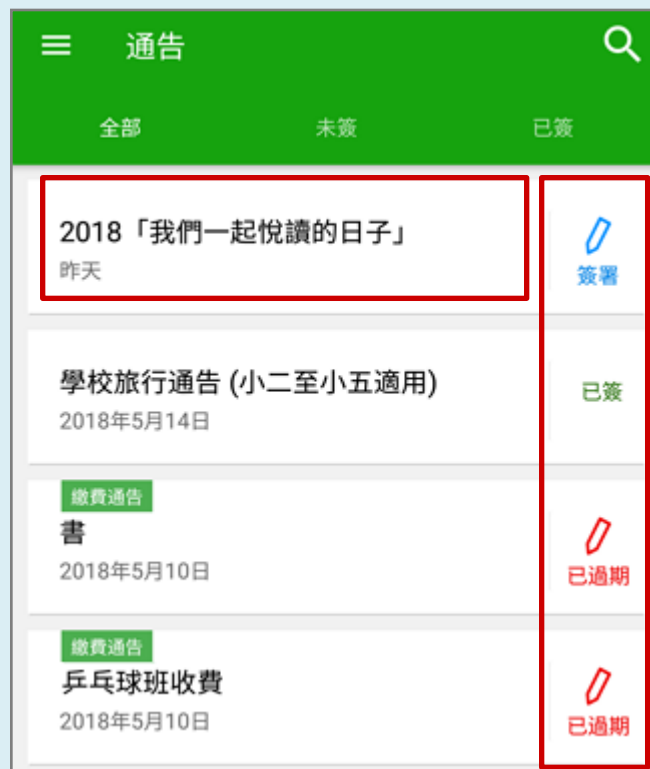 通告
全部 未簽 已簽
2018「我們一起悅讀的日子」
昨天
簽署
學校旅行通告 (小二至小五適用)
2018年5月14日
已簽
繳費通告
書
2018年5月10日
已過期
繳費通告
乒乓球班收費
2018年5月10日
已過期